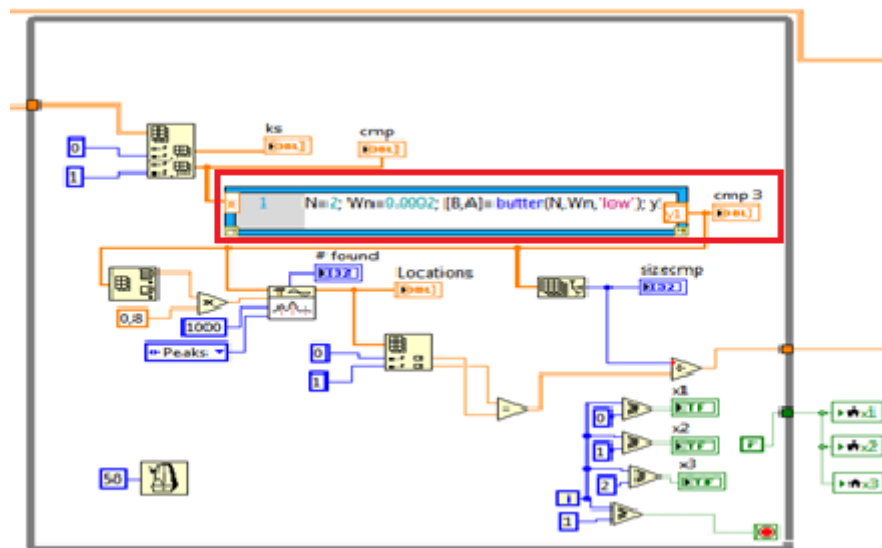 ks
cmp
DBL]
DBL]
0
1
x
1 N=2; Wn=0.0002; [B,A]=butter(N,Wn,'low'); y
y1
cmp 3
DBL]
# found
I32
Locations
DBL]
sizecmp
I32
0,8
1000
Peaks
0
1
x1
0
TF
x1
x2
1
TF
F
x2
x3
2
TF
x3
50
i
1